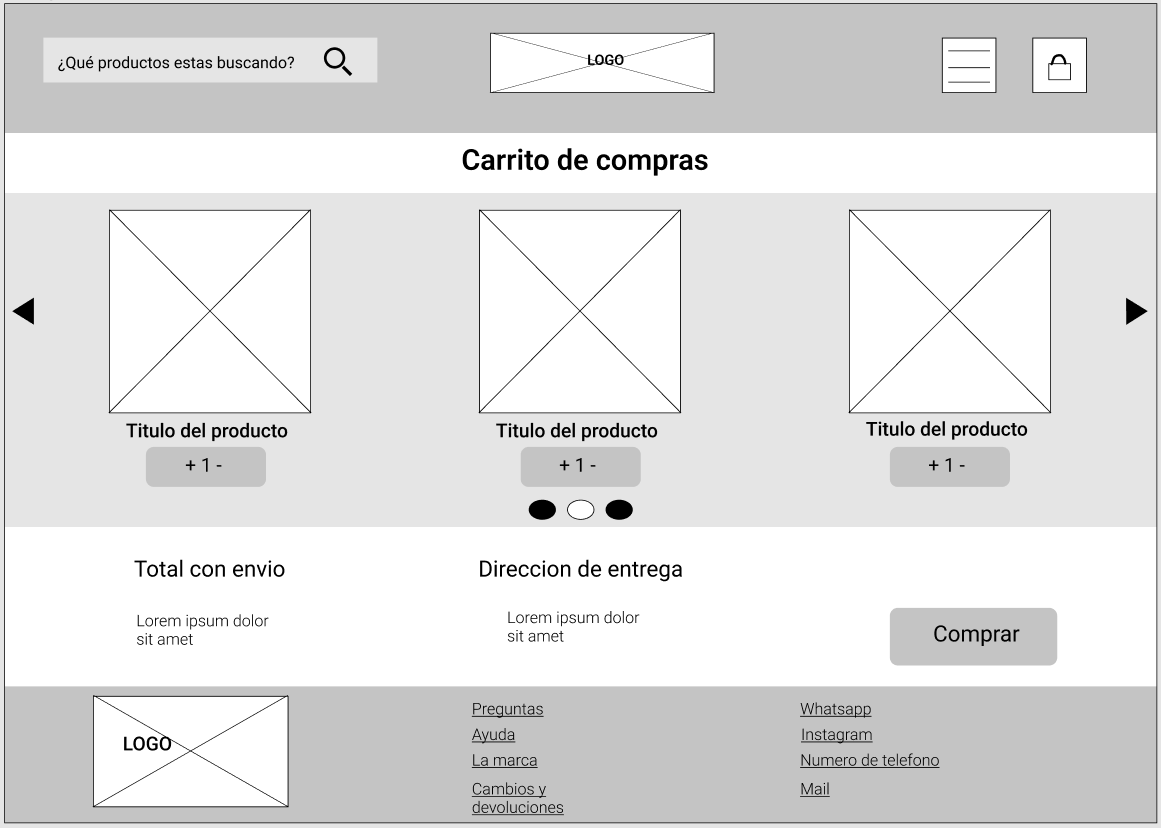 ¿Qué productos estas buscando?
LOGO
Carrito de compras
Titulo del producto
Titulo del producto
Titulo del producto
+ 1 -
+ 1 -
+ 1 -
Total con envio
Lorem ipsum dolor
sit amet
Direccion de entrega
Lorem ipsum dolor
sit amet
Comprar
LOGO
Preguntas
Ayuda
La marca
Cambios y
devoluciones
Whatsapp
Instagram
Numero de telefono
Mail